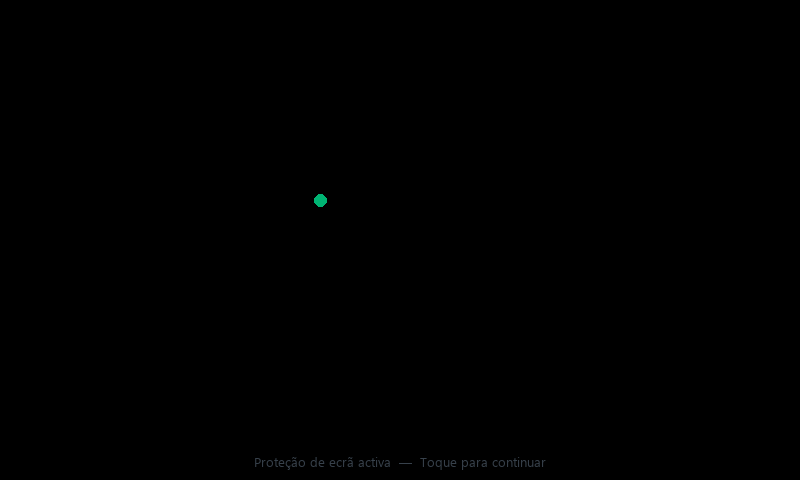 Proteção de ecrã activa — Toque para continuar